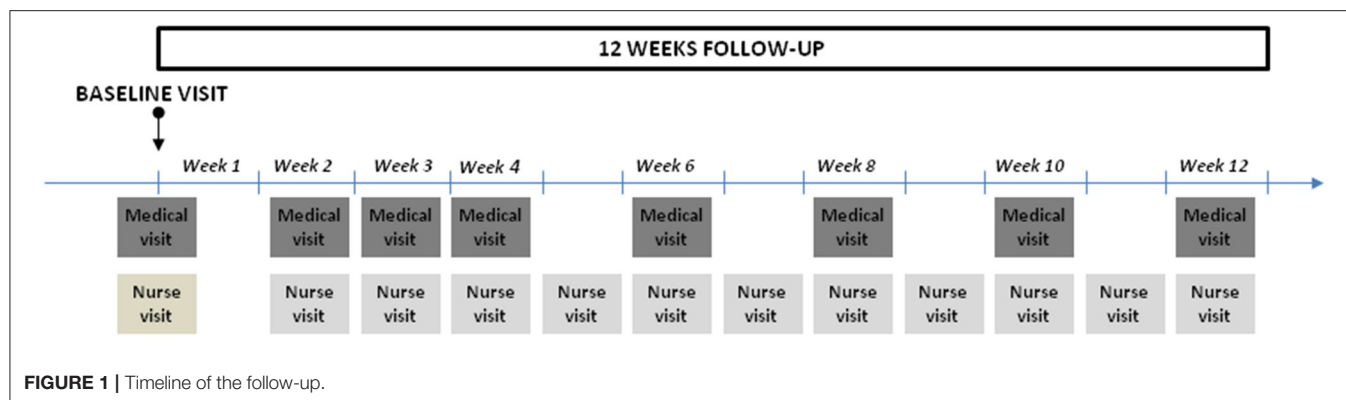 12 WEEKS FOLLOW-UP
BASELINE VISIT
Week 1 Week 2 Week 3 Week 4 Week 6 Week 8 Week 10 Week 12
Medical Medical Medical Medical Medical Medical Medical Medical
visit visit visit visit visit visit visit visit
Nurse Nurse Nurse Nurse Nurse Nurse Nurse Nurse Nurse Nurse Nurse Nurse
visit visit visit visit visit visit visit visit visit visit visit visit
FIGURE 1 | Timeline of the follow-up.